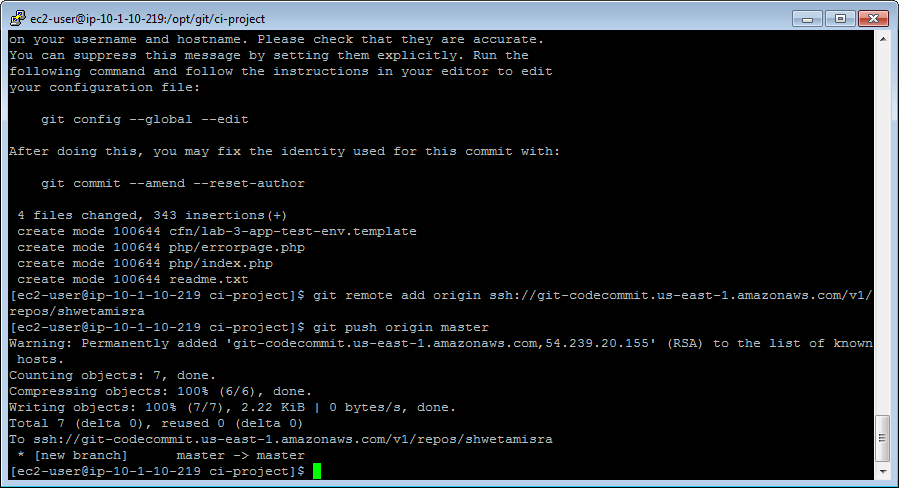 ec2-user@ip-10-1-10-219:/opt/git/ci-project
on your username and hostname. Please check that they are accurate.
You can suppress this message by setting them explicitly. Run the
following command and follow the instructions in your editor to edit
your configuration file:
git config --global --edit
After doing this, you may fix the identity used for this commit with:
git commit --amend --reset-author
4 files changed, 343 insertions(+)
create mode 100644 cfn/lab-3-app-test-env.template
create mode 100644 php/errorpage.php
create mode 100644 php/index.php
create mode 100644 readme.txt
[ec2-user@ip-10-1-10-219 ci-project]$ git remote add origin ssh://git-codecommit.us-east-1.amazonaws.com/v1/
repos/shwetamisra
[ec2-user@ip-10-1-10-219 ci-project]$ git push origin master
Warning: Permanently added 'git-codecommit.us-east-1.amazonaws.com,54.239.20.155' (RSA) to the list of known
hosts.
Counting objects: 7, done.
Compressing objects: 100% (6/6), done.
Writing objects: 100% (7/7), 2.22 KiB | 0 bytes/s, done.
Total 7 (delta 0), reused 0 (delta 0)
To ssh://git-codecommit.us-east-1.amazonaws.com/v1/repos/shwetamisra
* [new branch]      master -> master
[ec2-user@ip-10-1-10-219 ci-project]$